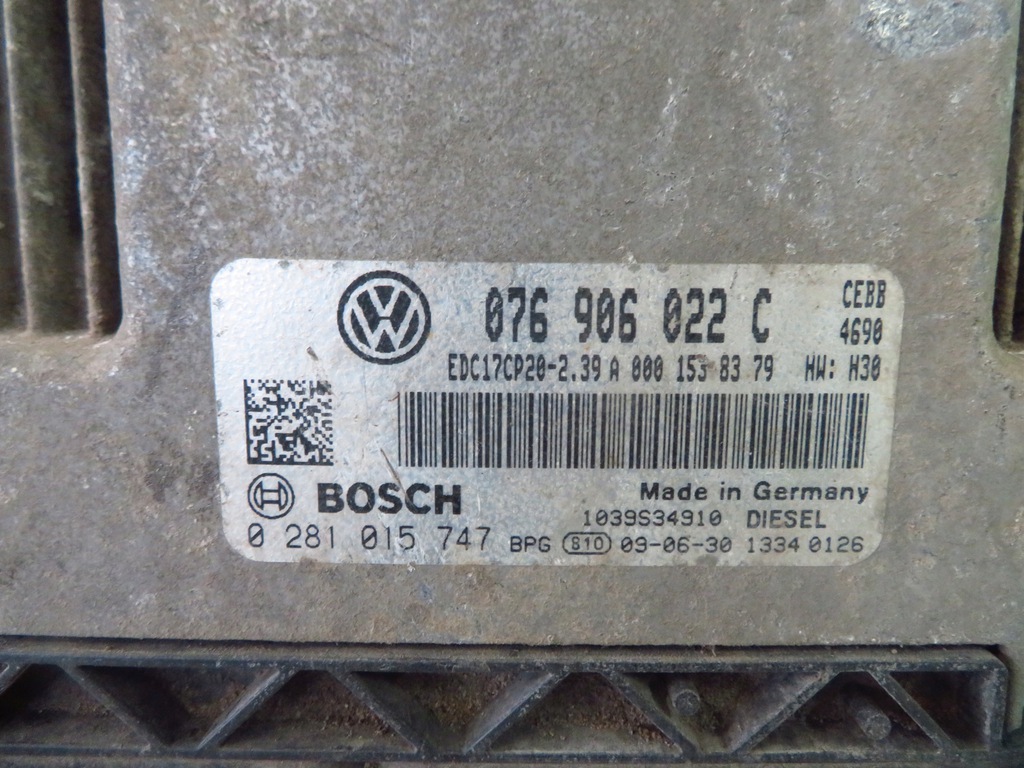 076 906 022 C
CEBB
4690
EDC17CP20-2.39 A 000 153 83 79 HW: H30
BOSCH
Made in Germany
1039S34910 DIESEL
0 281 015 747 BPG S10 09-06-30 1334 0126